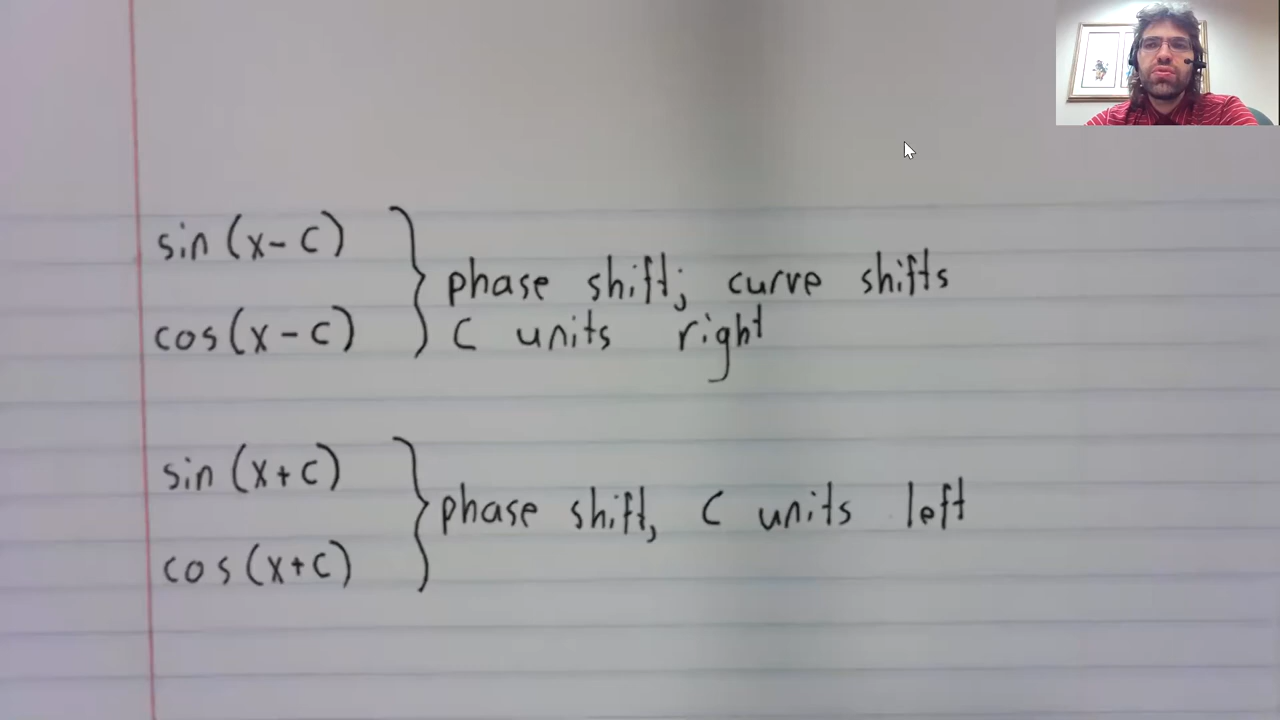 sin (x - c)
phase shift; curve shifts
cos (x - c)
c units right
sin (x + c)
phase shift, c units left
cos (x + c)